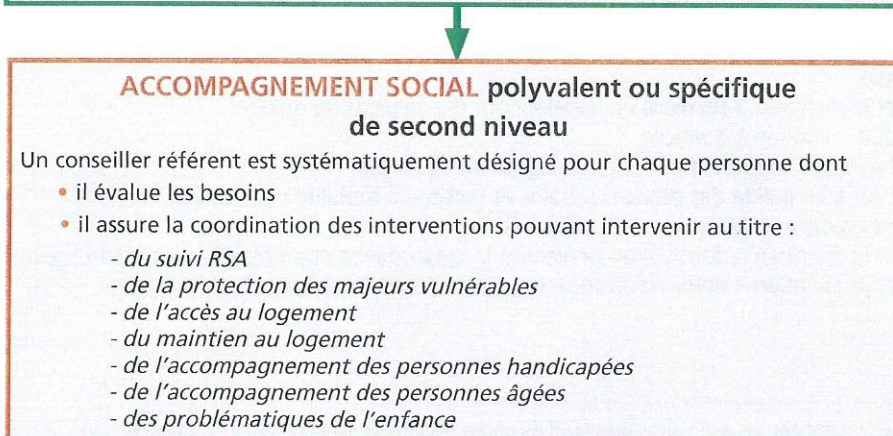 ACCOMPAGNEMENT SOCIAL polyvalent ou spécifique
de second niveau
Un conseiller référent est systématiquement désigné pour chaque personne dont
• il évalue les besoins
• il assure la coordination des interventions pouvant intervenir au titre :
- du suivi RSA
- de la protection des majeurs vulnérables
- de l'accès au logement
- du maintien au logement
- de l'accompagnement des personnes handicapées
- de l'accompagnement des personnes âgées
- des problématiques de l'enfance